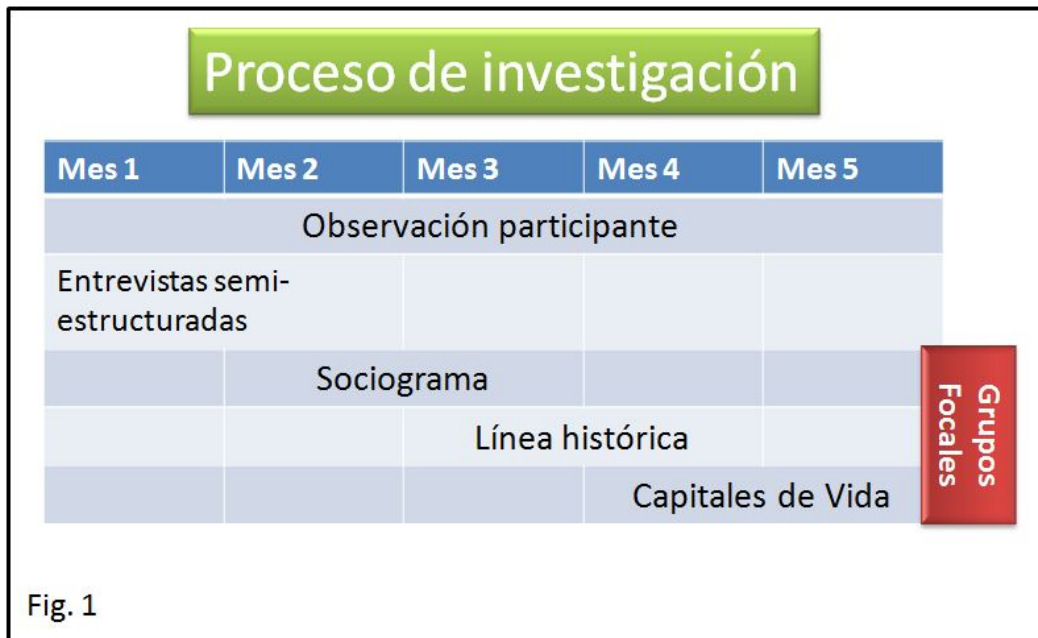 Proceso de investigación
Mes 1 Mes 2 Mes 3 Mes 4 Mes 5
Observación participante
Entrevistas semi-
estructuradas
Sociograma
Línea histórica
Capitales de Vida
Grupos
Focales
Fig. 1